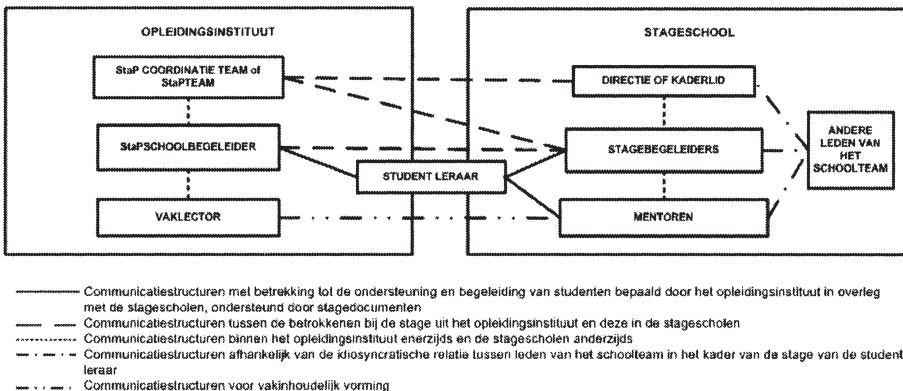 OPLEIDINGSINSTITUUT
STAGESCHOOL
StaP COORDINATIE TEAM of
StaPTEAM
DIRECTIE OF KADERLID
ANDERE
LEDEN VAN
HET
SCHOOLTEAM
StaPSCHOOLBEGELEIDER
STAGEBEGELEIDERS
STUDENT LERAAR
VAKLECTOR
MENTOREN
Communicatiestructuren met betrekking tot de ondersteuning en begeleiding van studenten bepaald door het opleidingsinstituut in overleg
met de stagescholen, ondersteund door stagedocumenten
Communicatiestructuren tussen de betrokkenen bij de stage uit het opleidingsinstituut en deze in de stagescholen
Communicatiestructuren binnen het opleidingsinstituut enerzijds en de stagescholen anderzijds
Communicatiestructuren afhankelijk van de idiosyncratische relatie tussen leden van het schoolteam in het kader van de stage van de student
leraar
Communicatiestructuren voor vakinhoudelijk vorming